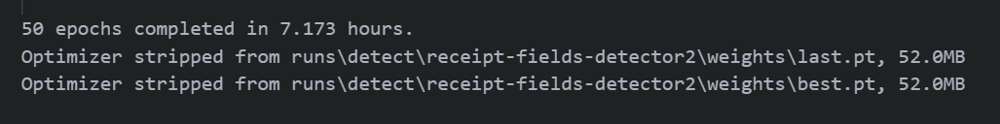 50 epochs completed in 7.173 hours.
Optimizer stripped from runs\detect\receipt-fields-detector2\weights\last.pt, 52.0MB
Optimizer stripped from runs\detect\receipt-fields-detector2\weights\best.pt, 52.0MB